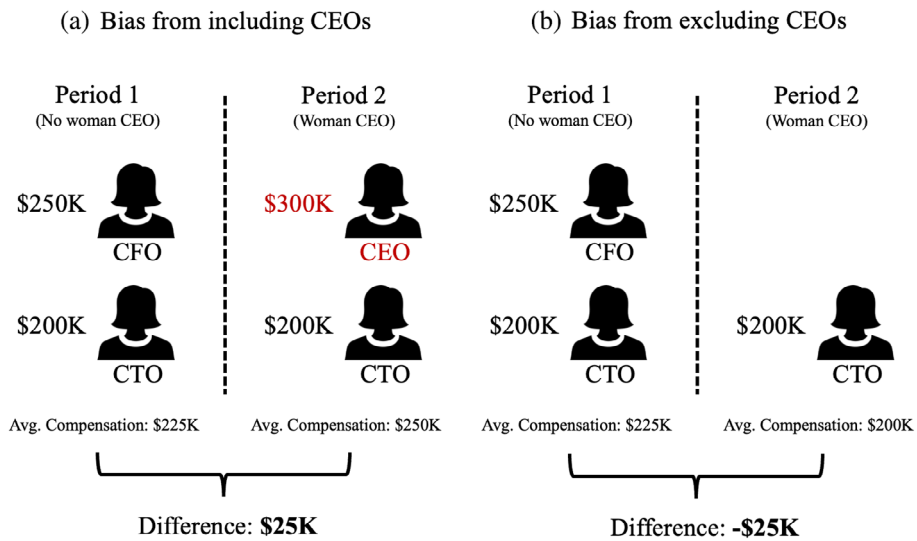 (a) Bias from including CEOs
Period 1
(No woman CEO)
Period 2
(Woman CEO)
$250K
CFO
$300K
CEO
$200K
CTO
$200K
CTO
Avg. Compensation: $225K
Avg. Compensation: $250K
Difference: $25K
(b) Bias from excluding CEOs
Period 1
(No woman CEO)
Period 2
(Woman CEO)
$250K
CFO
$200K
CTO
$200K
CTO
Avg. Compensation: $225K
Avg. Compensation: $200K
Difference: -$25K